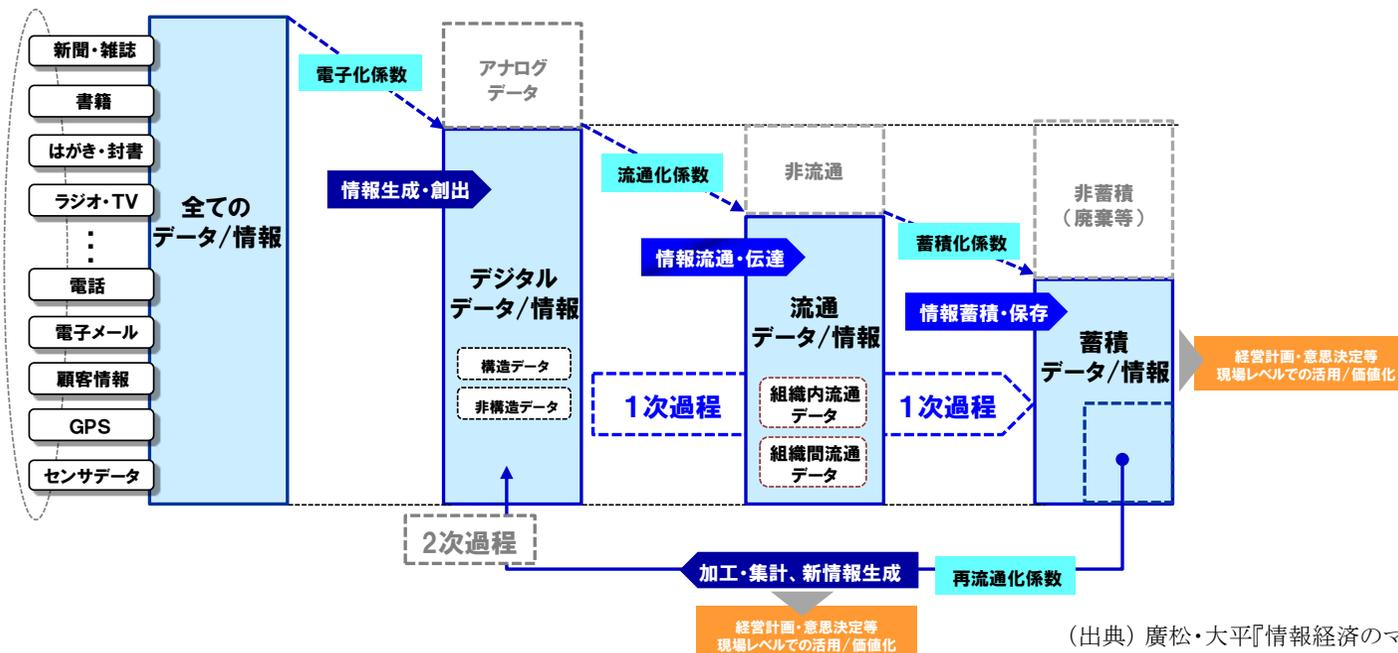 新聞・雑誌
書籍
はがき・封書
ラジオ・TV
電話
電子メール
顧客情報
GPS
センサデータ
全ての
データ/情報
電子化係数
アナログ
データ
情報生成・創出
デジタル
データ/情報
構造データ
非構造データ
流通化係数
非流通
情報流通・伝達
流通
データ/情報
組織内流通
データ
組織間流通
データ
1次過程
1次過程
蓄積化係数
非蓄積
(廃棄等)
情報蓄積・保存
蓄積
データ/情報
経営計画・意思決定等
現場レベルでの活用/価値化
2次過程
加工・集計、新情報生成
再流通化係数
経営計画・意思決定等
現場レベルでの活用/価値化
(出典) 廣松・大平『情報経済の